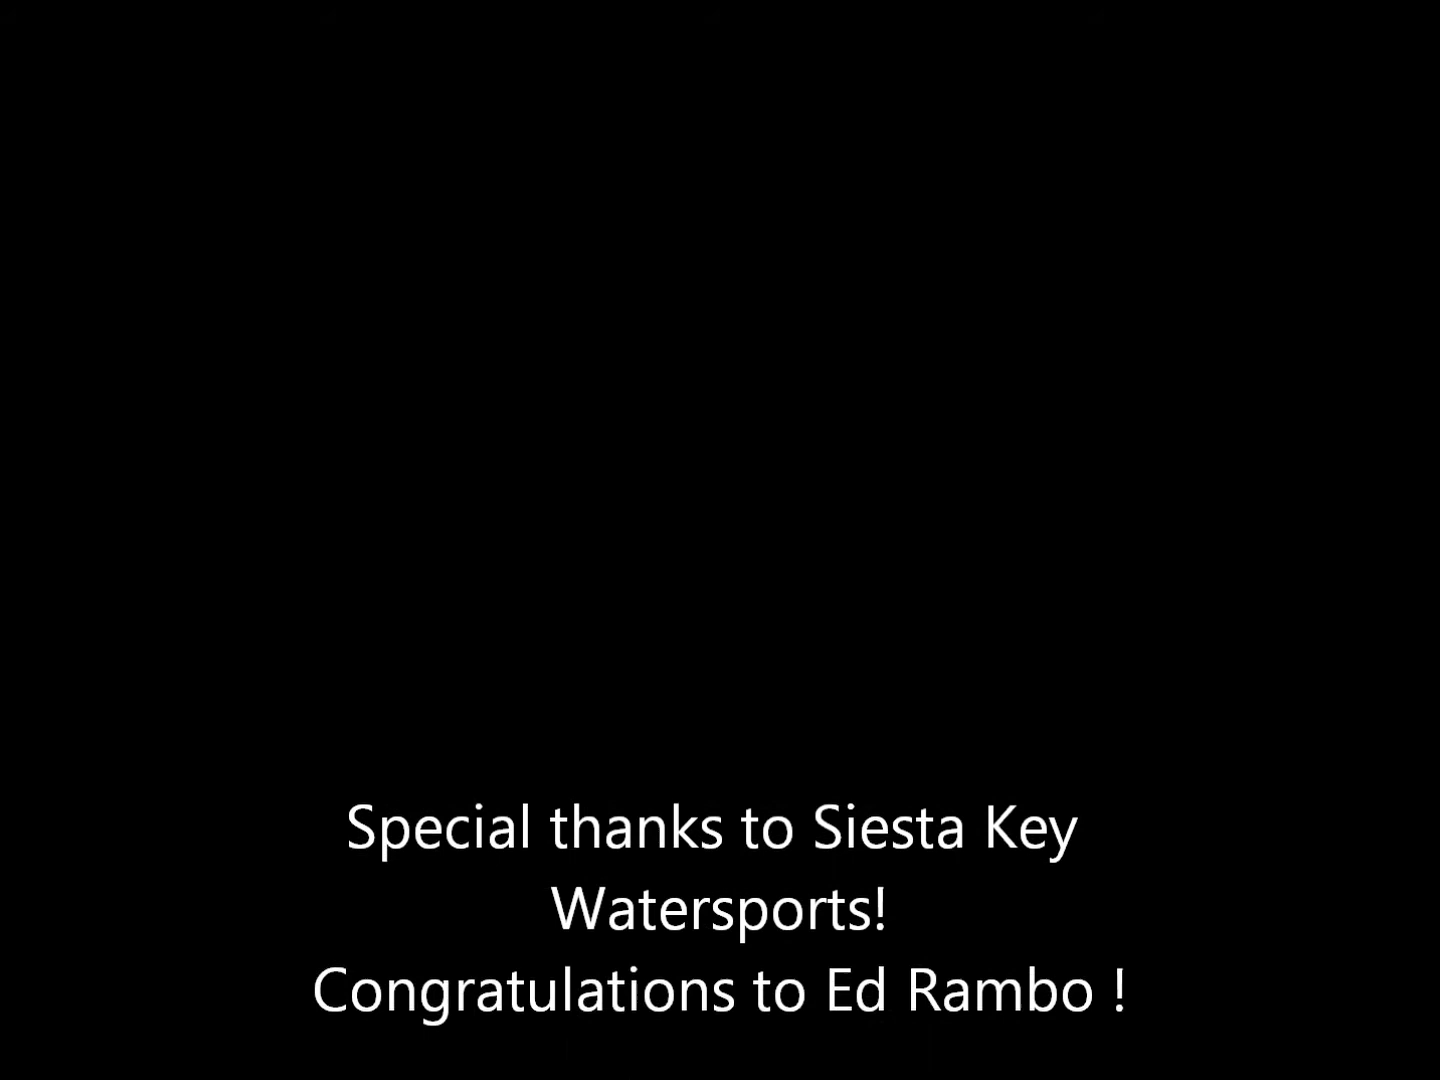 Special thanks to Siesta Key
Watersports!
Congratulations to Ed Rambo !